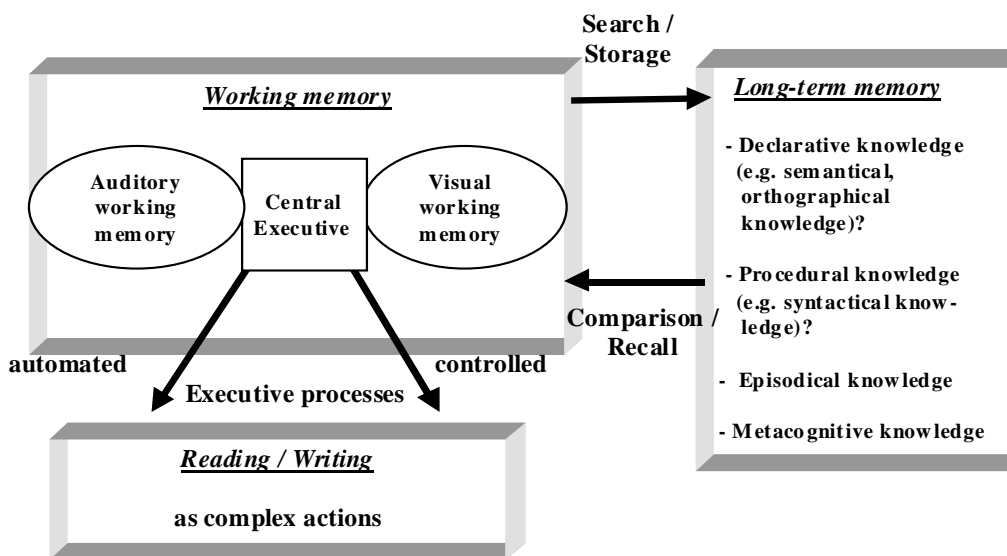 Search /
Storage
Working memory
Auditory
working
memory
Central
Executive
Visual
working
memory
Long-term memory
- Declarative knowledge
(e.g. semantical,
orthographical
knowledge)?
- Procedural knowledge
(e.g. syntactical know-
ledge)?
- Episodical knowledge
- Metacognitive knowledge
Comparison /
Recall
automated
controlled
Executive processes
Reading / Writing
as complex actions